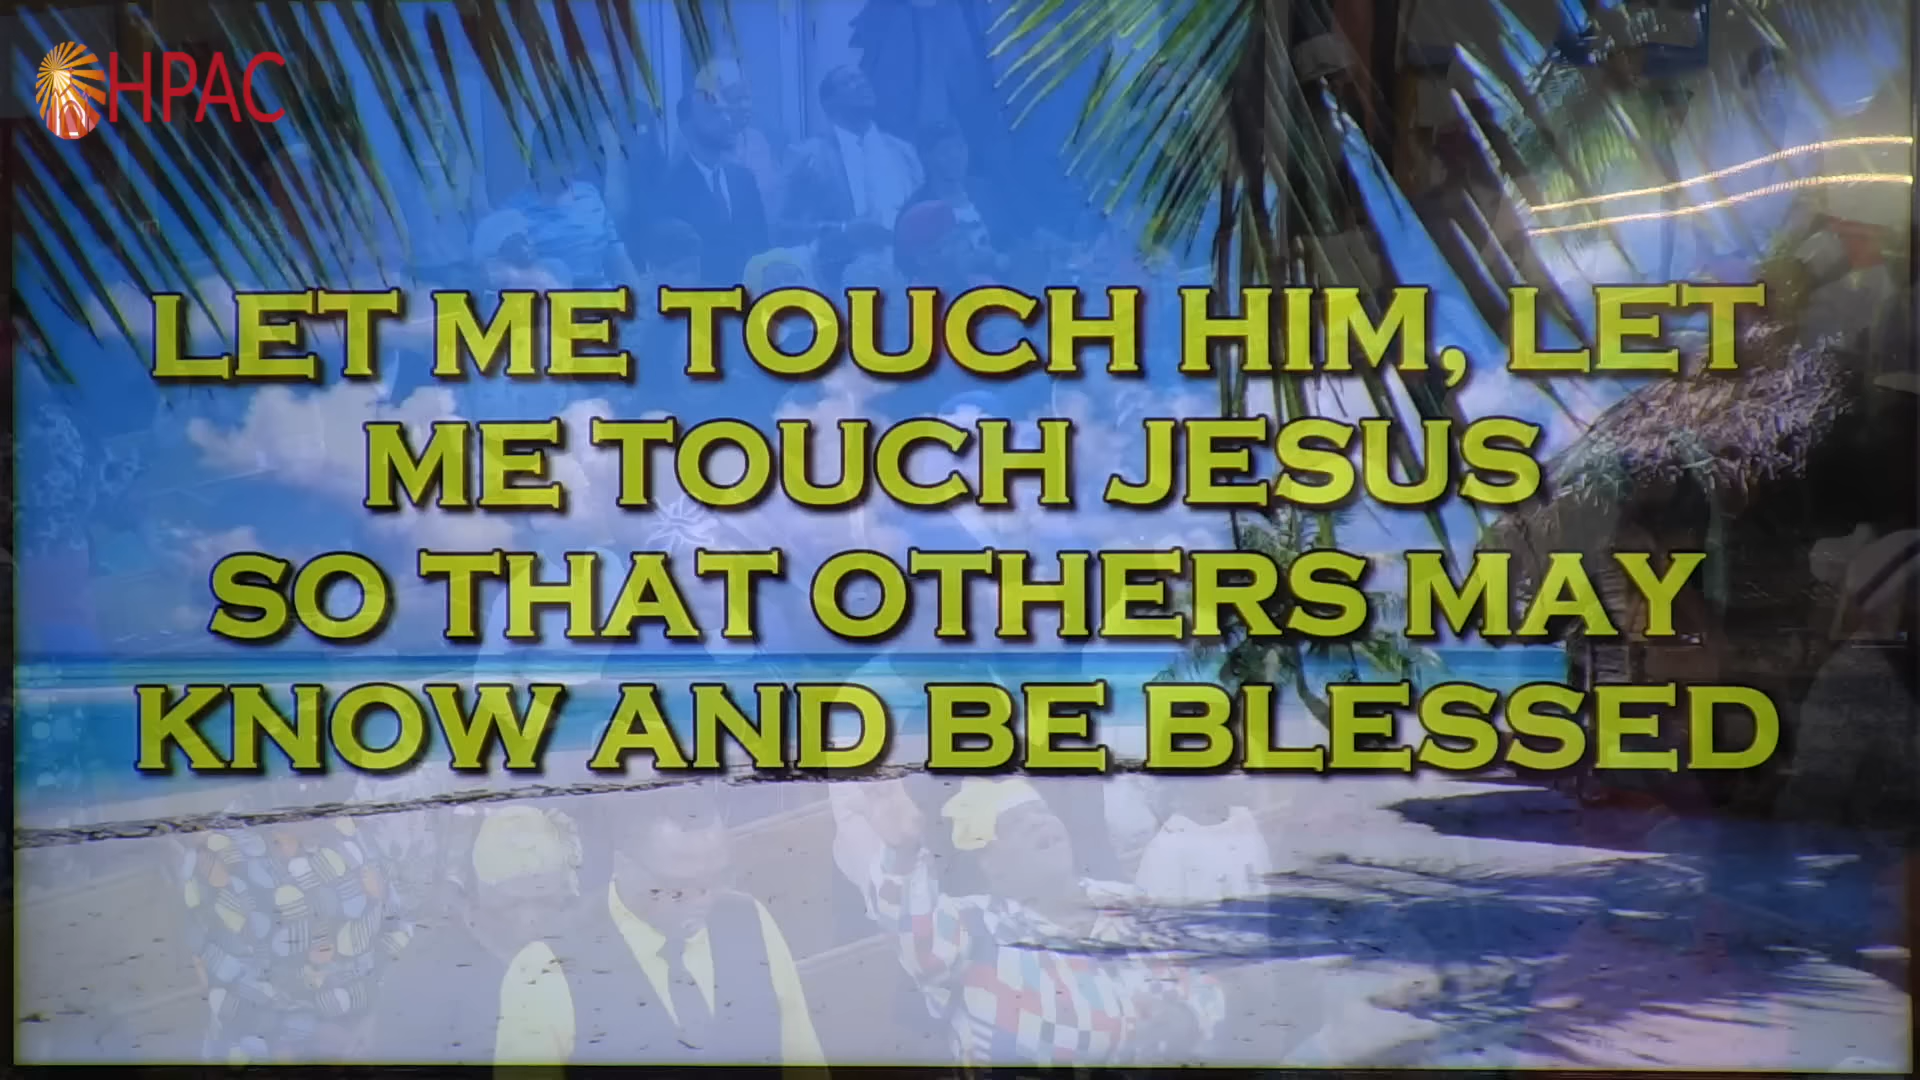 HPAC
LET ME TOUCH HIM, LET
ME TOUCH JESUS
SO THAT OTHERS MAY
KNOW AND BE BLESSED